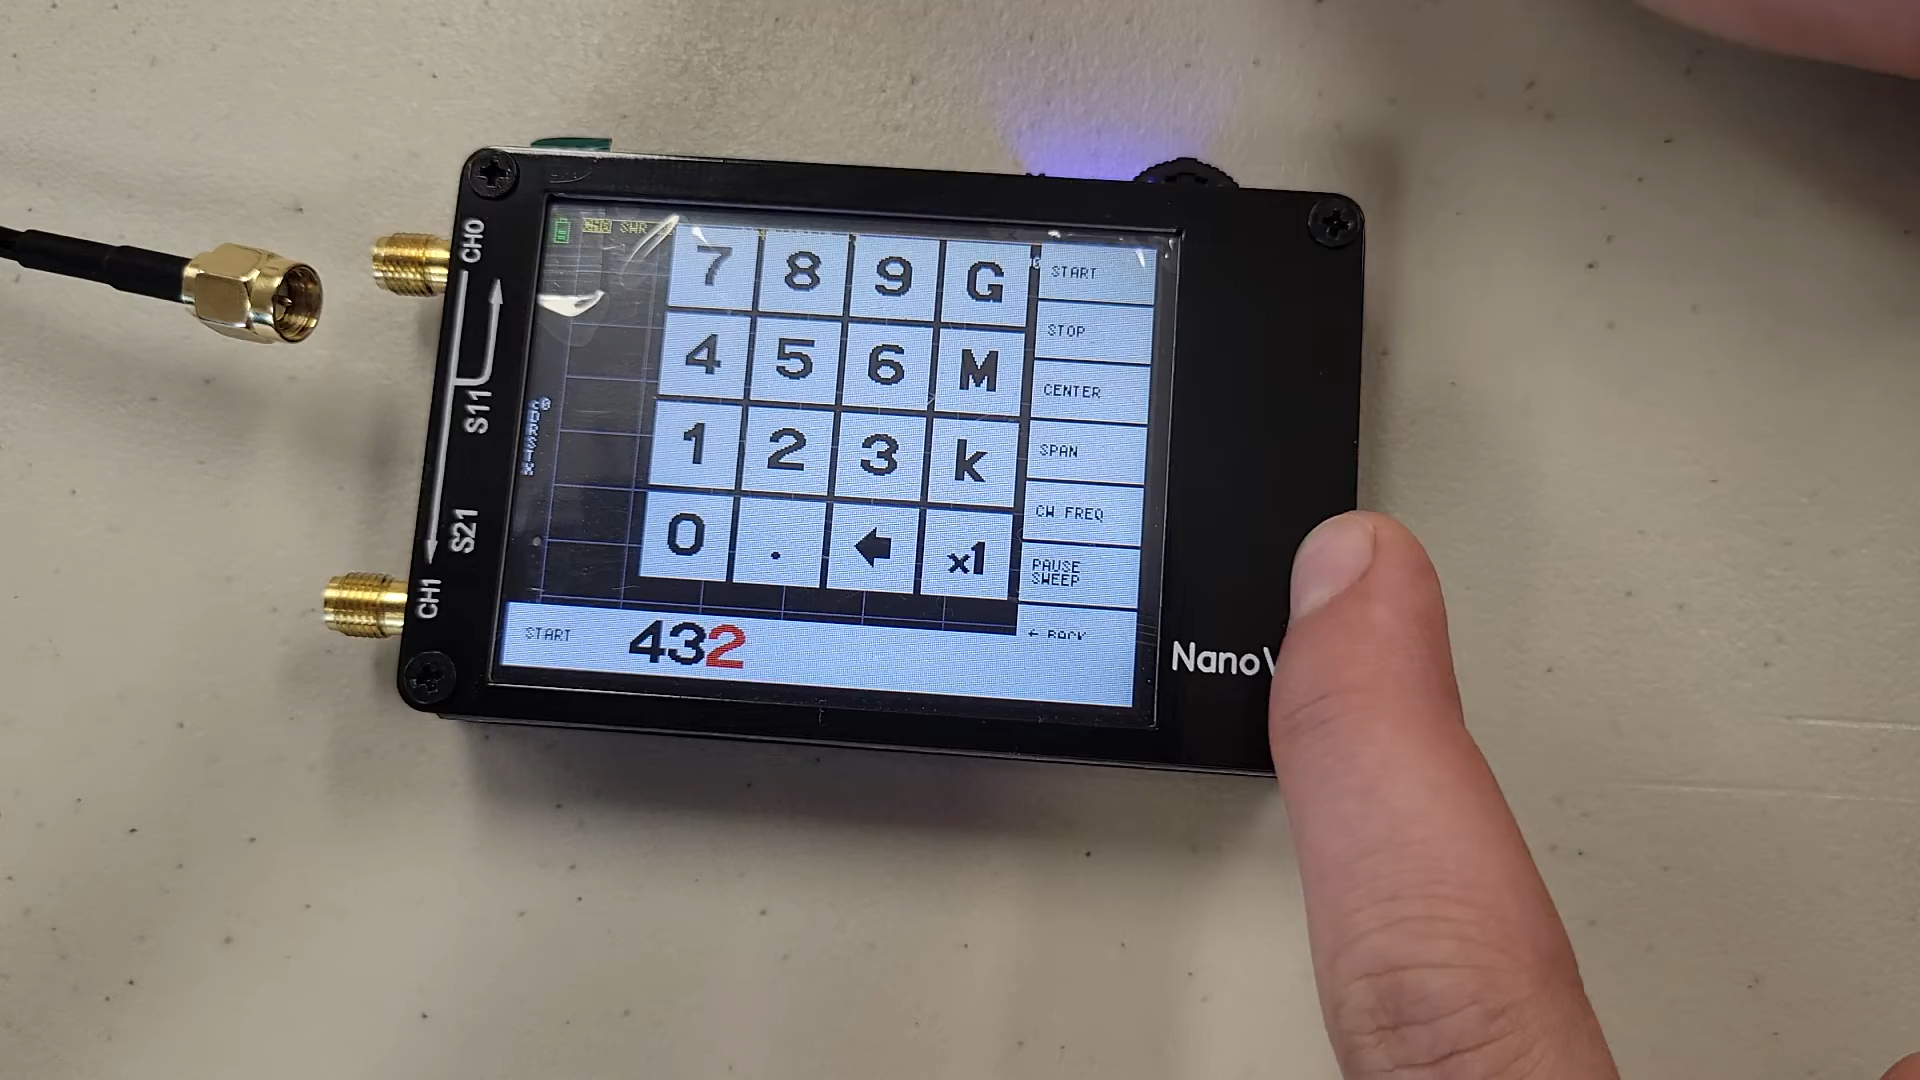 CH0
S11
S21
CH1
SWR
7 8 9 G
4 5 6 M
1 2 3 k
0 . x1
START
STOP
CENTER
SPAN
CW FREQ
PAUSE
SWEEP
← BACK
START 432